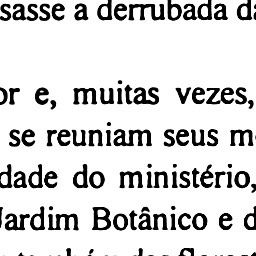 sasse a derrubada da
or e, muitas vezes,
se reuniam seus m
dade do ministério,
Jardim Botânico e d